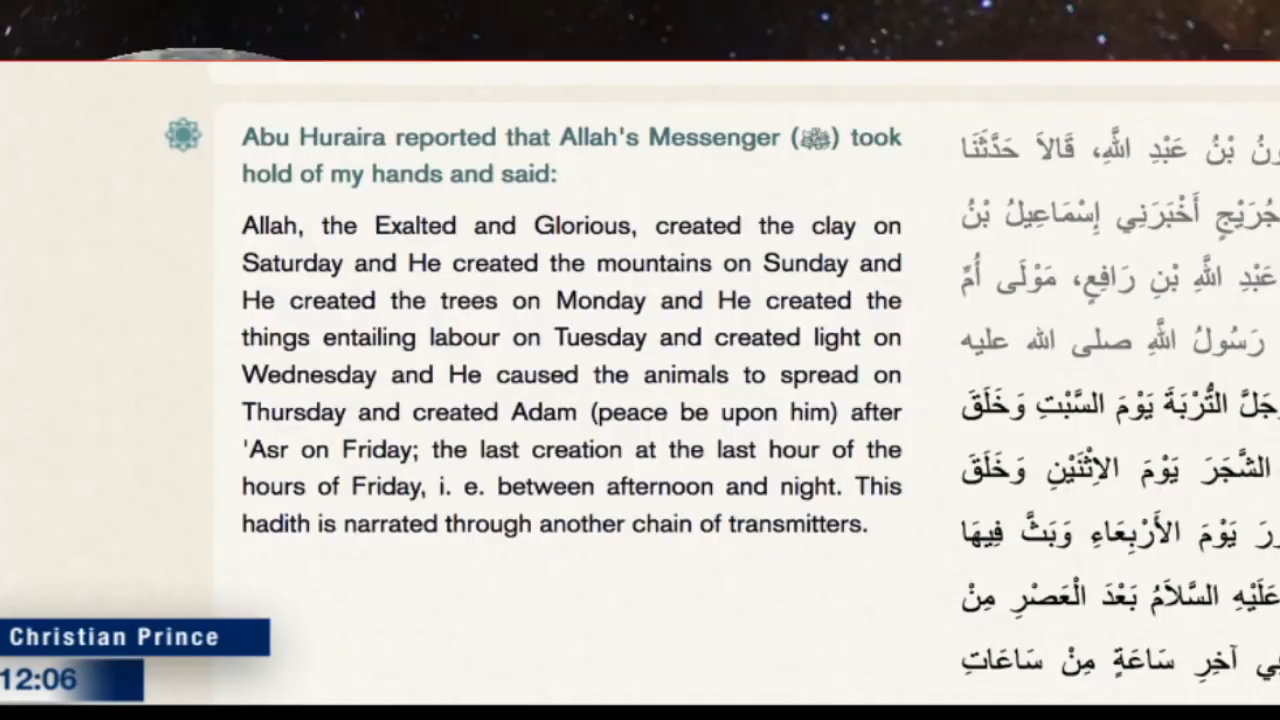 Abu Huraira reported that Allah's Messenger (ﷺ) took
hold of my hands and said:
Allah, the Exalted and Glorious, created the clay on
Saturday and He created the mountains on Sunday and
He created the trees on Monday and He created the
things entailing labour on Tuesday and created light on
Wednesday and He caused the animals to spread on
Thursday and created Adam (peace be upon him) after
'Asr on Friday; the last creation at the last hour of the
hours of Friday, i. e. between afternoon and night. This
hadith is narrated through another chain of transmitters.
بْنُ عَبْدِ اللَّهِ، قَالاَ حَدَّثَنَا
جُرَيْجٍ أَخْبَرَنِي إِسْمَاعِيلُ بْنُ
عَبْدِ اللَّهِ بْنِ رَافِعٍ، مَوْلَى أُمِّ
رَسُولُ اللَّهِ صلى الله عليه
التُّرْبَةَ يَوْمَ السَّبْتِ وَخَلَقَ
الشَّجَرَ يَوْمَ الاِثْنَيْنِ وَخَلَقَ
يَوْمَ الأَرْبِعَاءِ وَبَثَّ فِيهَا
عَلَيْهِ السَّلاَمُ بَعْدَ الْعَصْرِ مِنْ
آخِرِ سَاعَةٍ مِنْ سَاعَاتِ
Christian Prince
12:06